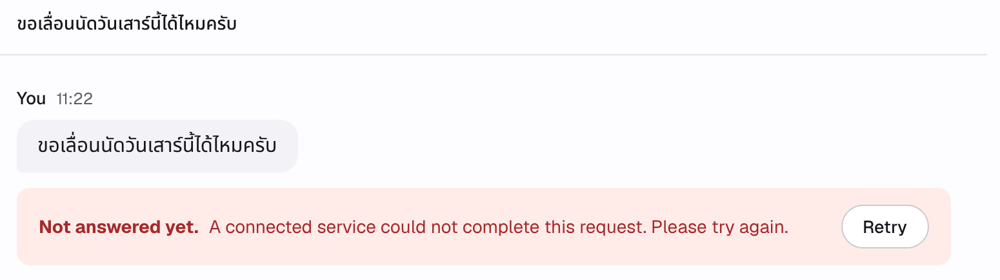 ขอเลื่อนนัดวันเสาร์นี้ได้ไหมครับ
You 11:22
ขอเลื่อนนัดวันเสาร์นี้ได้ไหมครับ
Not answered yet. A connected service could not complete this request. Please try again. Retry